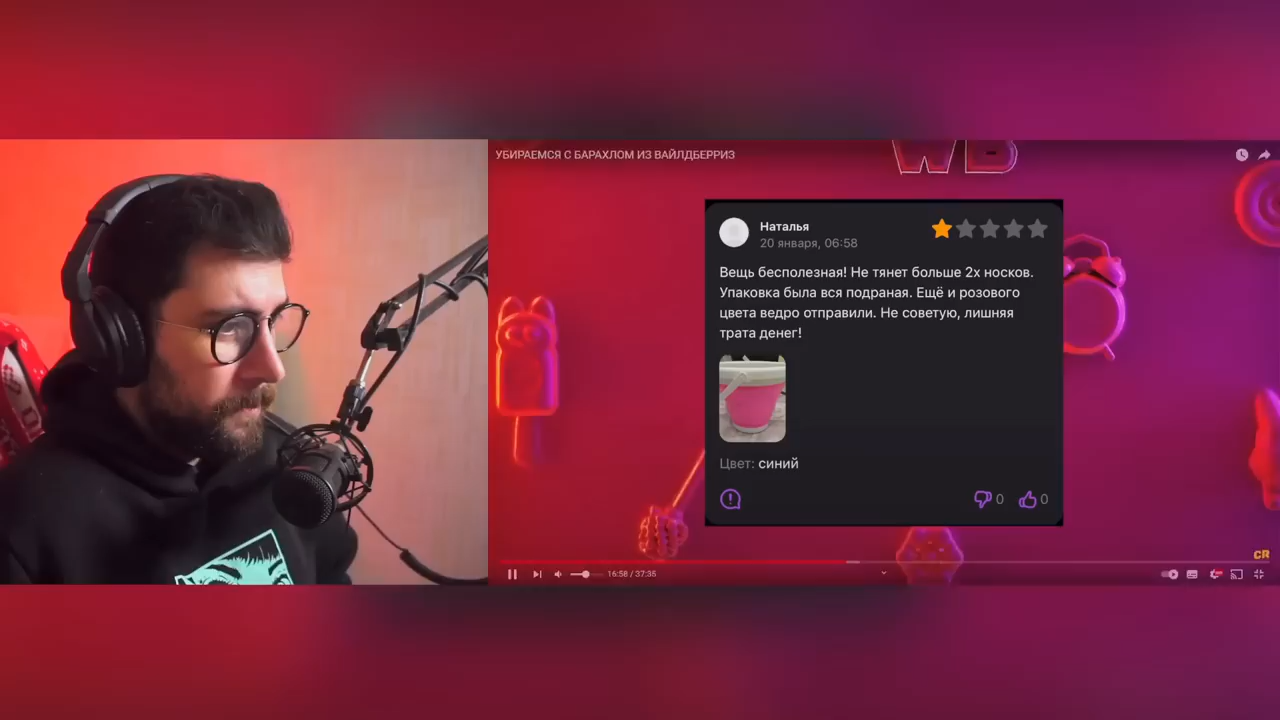 УБИРАЕМСЯ С БАРАХЛОМ ИЗ ВАЙЛДБЕРРИЗ
WB
Наталья
20 января, 06:58
Вещь бесполезная! Не тянет больше 2х носков.
Упаковка была вся подраная. Ещё и розового
цвета ведро отправили. Не советую, лишняя
трата денег!
Цвет: синий
0 0
CR
16:58 / 37:35